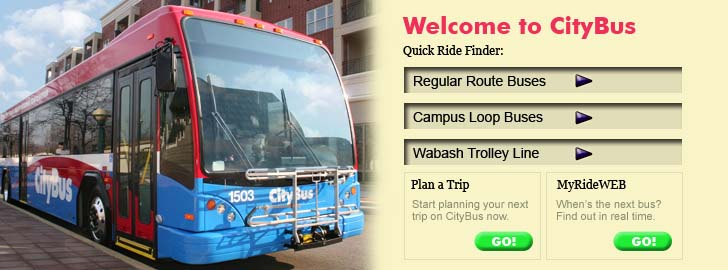 CityBus
1503
CityBus
Welcome to CityBus
Quick Ride Finder:
Regular Route Buses
Campus Loop Buses
Wabash Trolley Line
Plan a Trip
Start planning your next
trip on CityBus now.
GO!
MyRideWEB
When's the next bus?
Find out in real time.
GO!